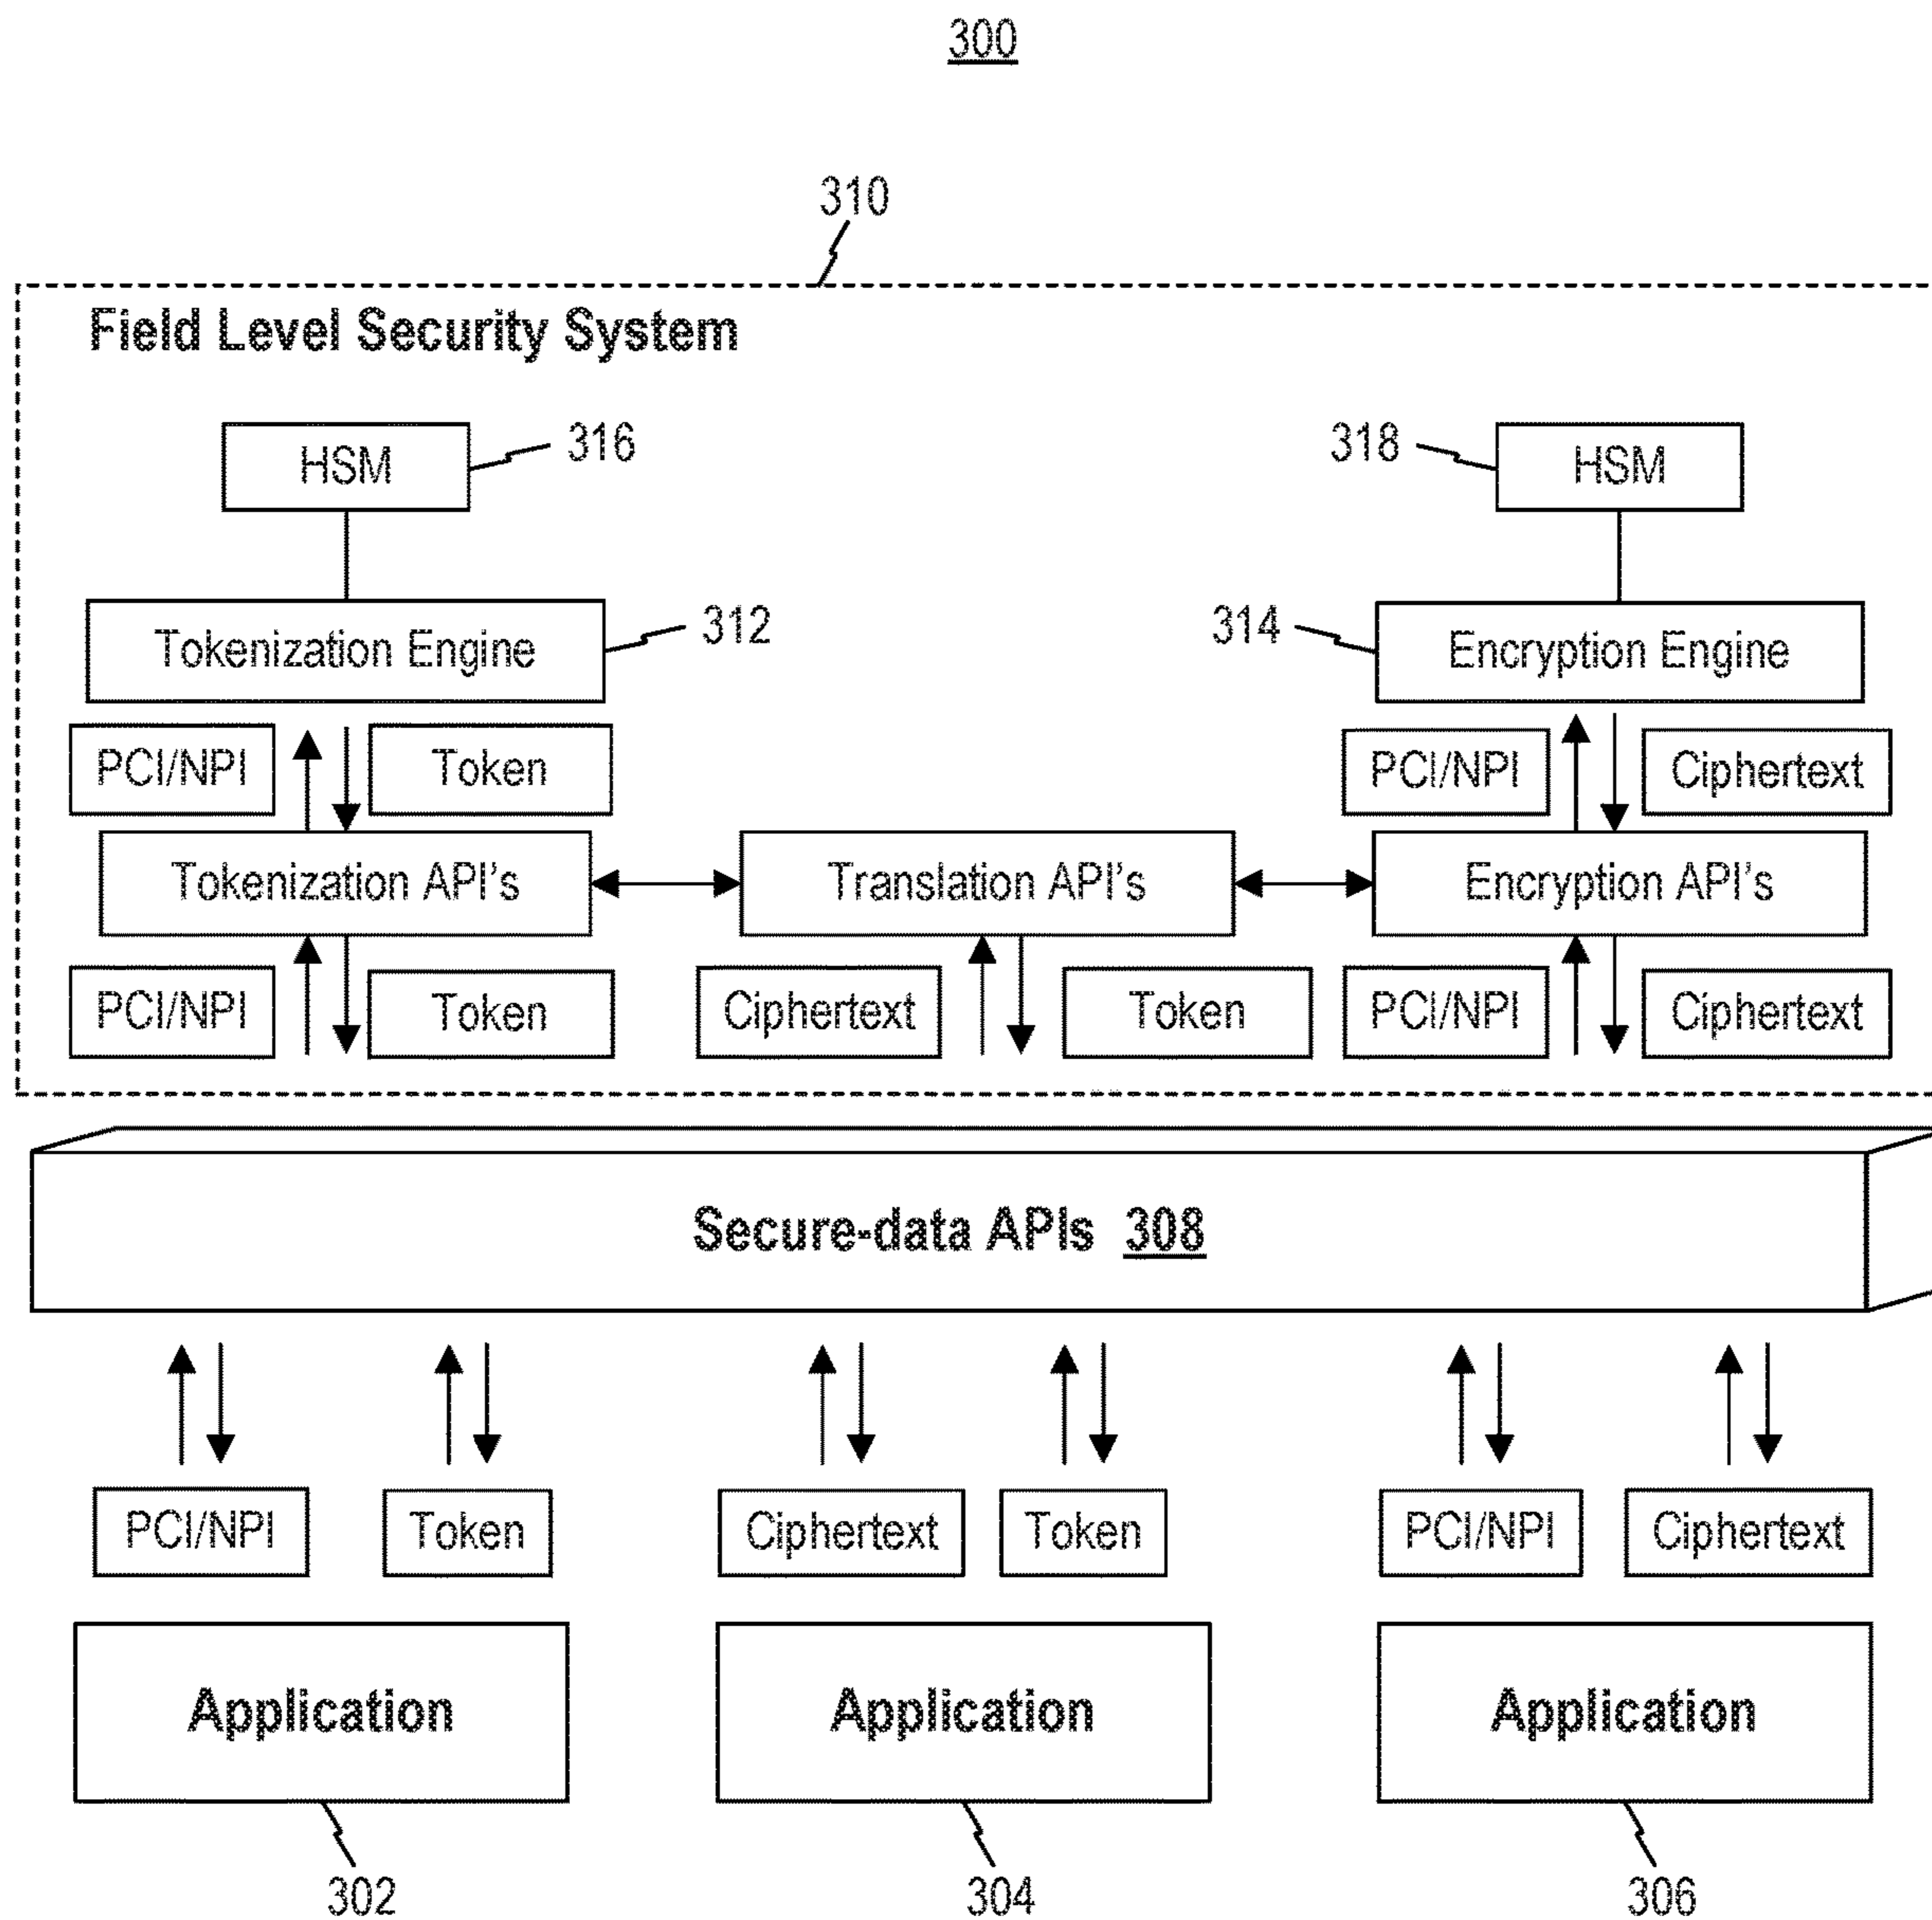 300
310
Field Level Security System
HSM
316
318
HSM
Tokenization Engine
312
314
Encryption Engine
PCI/NPI
Token
PCI/NPI
Ciphertext
Tokenization API's
Translation API's
Encryption API's
PCI/NPI
Token
Ciphertext
Token
PCI/NPI
Ciphertext
Secure-data APIs 308
PCI/NPI
Token
Ciphertext
Token
PCI/NPI
Ciphertext
Application
Application
Application
302
304
306